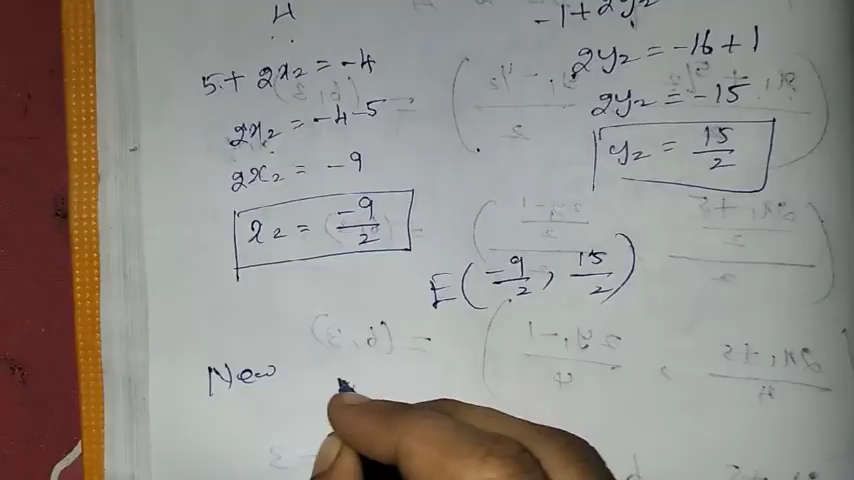 4
-1+2y₂
5+2x₂ = -4
2x₂ = -4-5
2x₂ = -9
x₂ = -9/2
2y₂ = -16+1
2y₂ = -15
y₂ = 15/2
E(-9/2, 15/2)
New